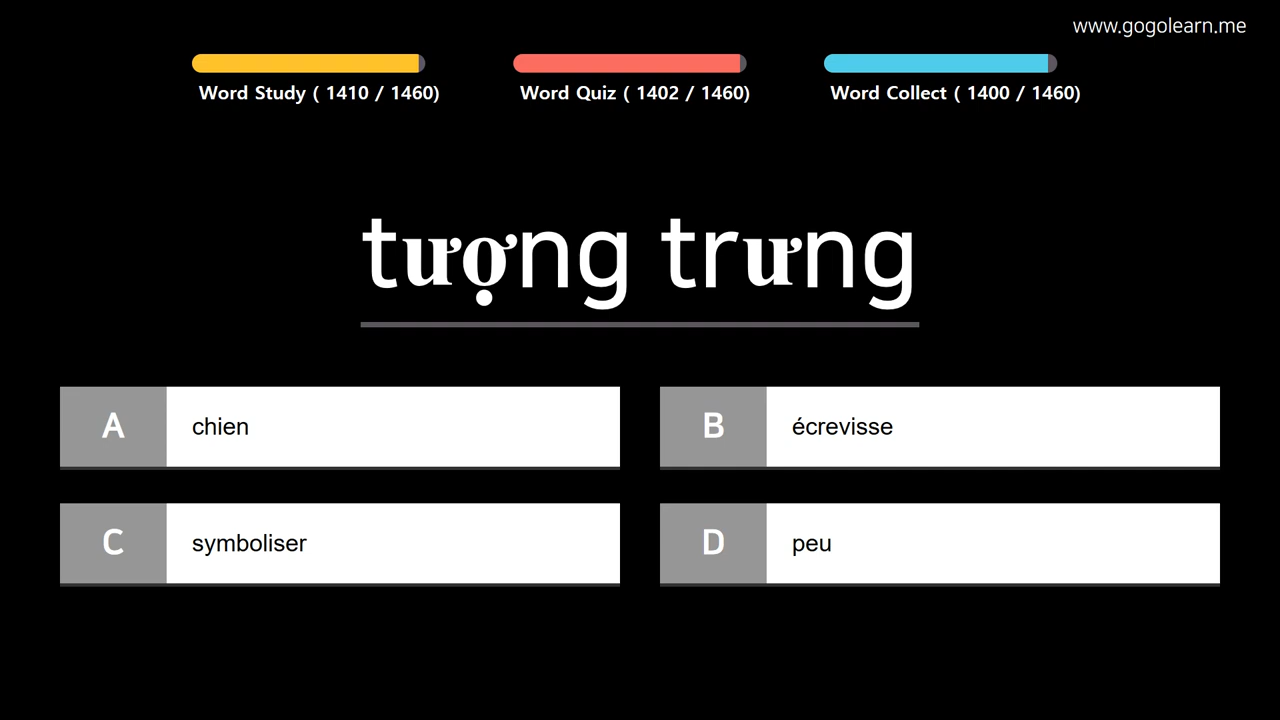 www.gogolearn.me
Word Study ( 1410 / 1460)
Word Quiz ( 1402 / 1460)
Word Collect ( 1400 / 1460)
tượng trưng
A chien
B écrevisse
C symboliser
D peu